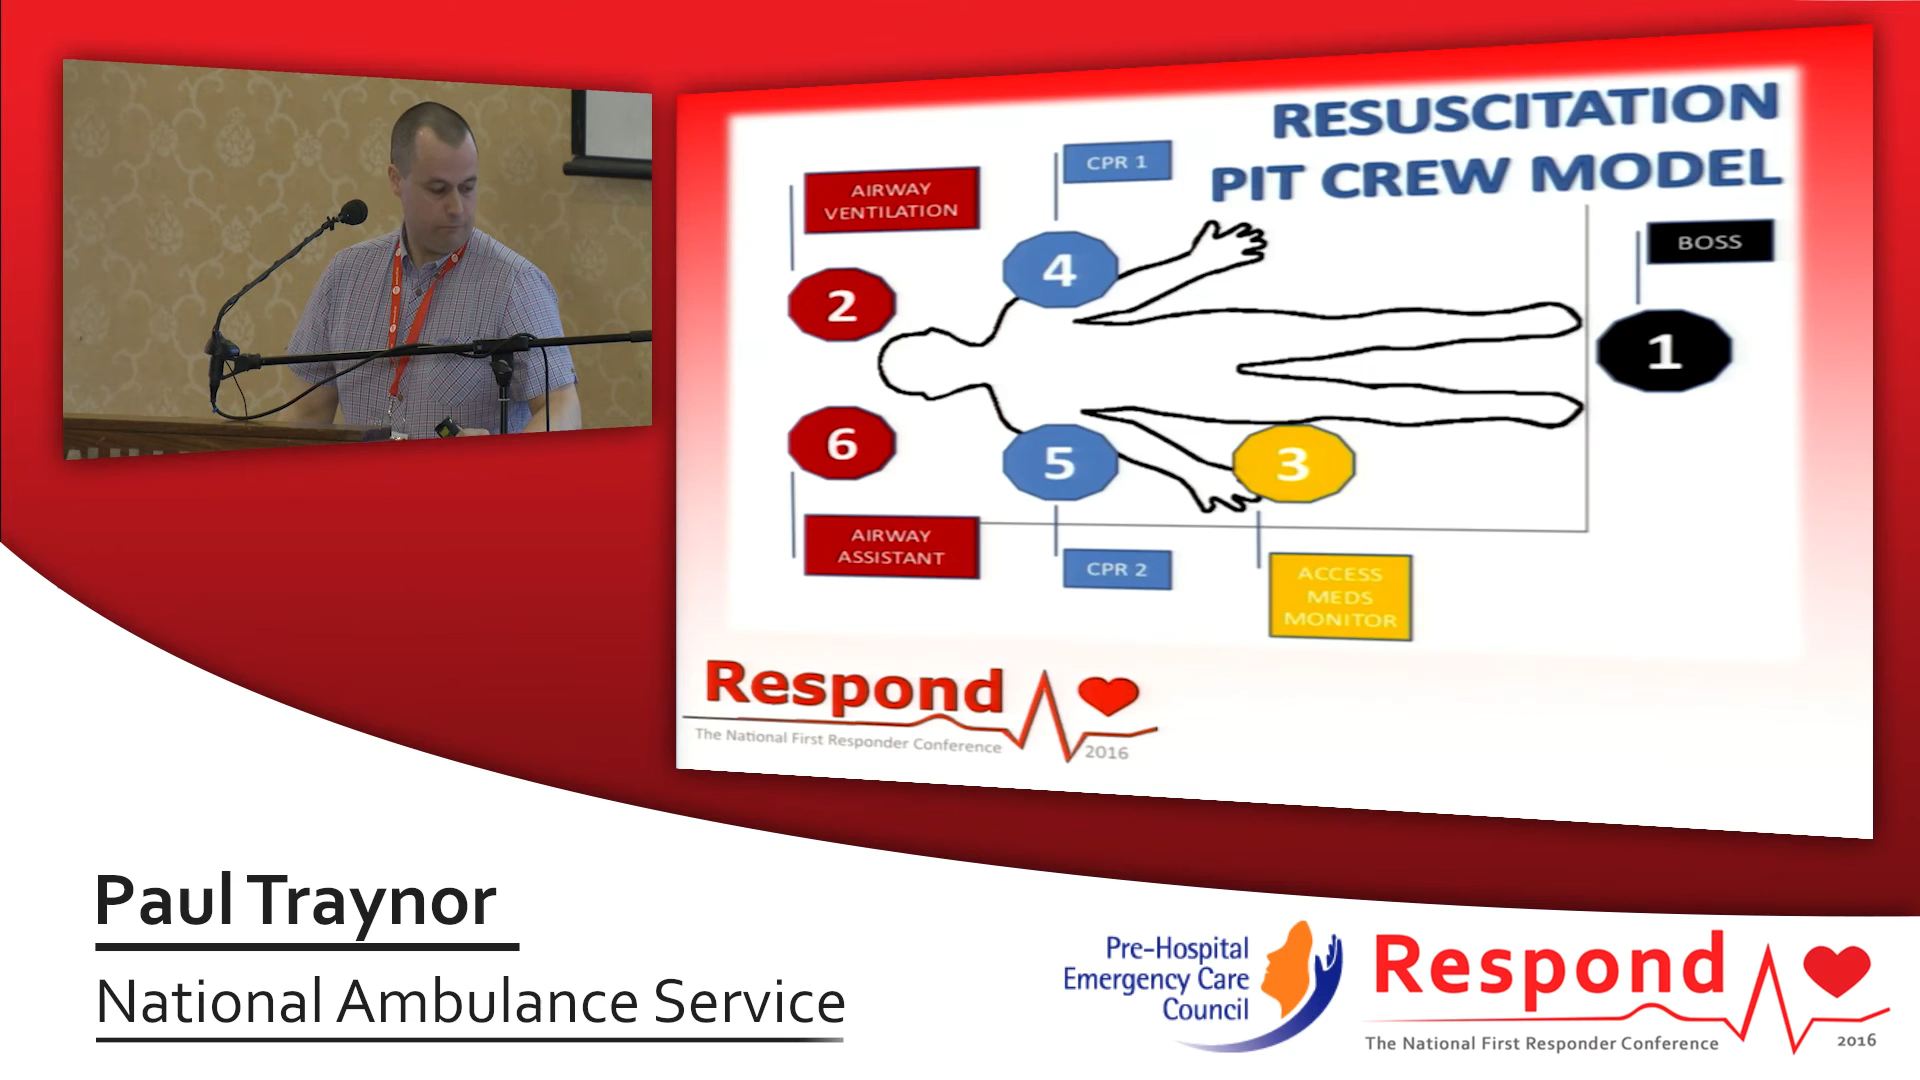 RESUSCITATION
PIT CREW MODEL
AIRWAY
VENTILATION
CPR 1
BOSS
2
4
1
6
5
3
AIRWAY
ASSISTANT
CPR 2
ACCESS
MEDS
MONITOR
Respond
The National First Responder Conference
2016
Paul Traynor
National Ambulance Service
Pre-Hospital
Emergency Care
Council
Respond
The National First Responder Conference
2016